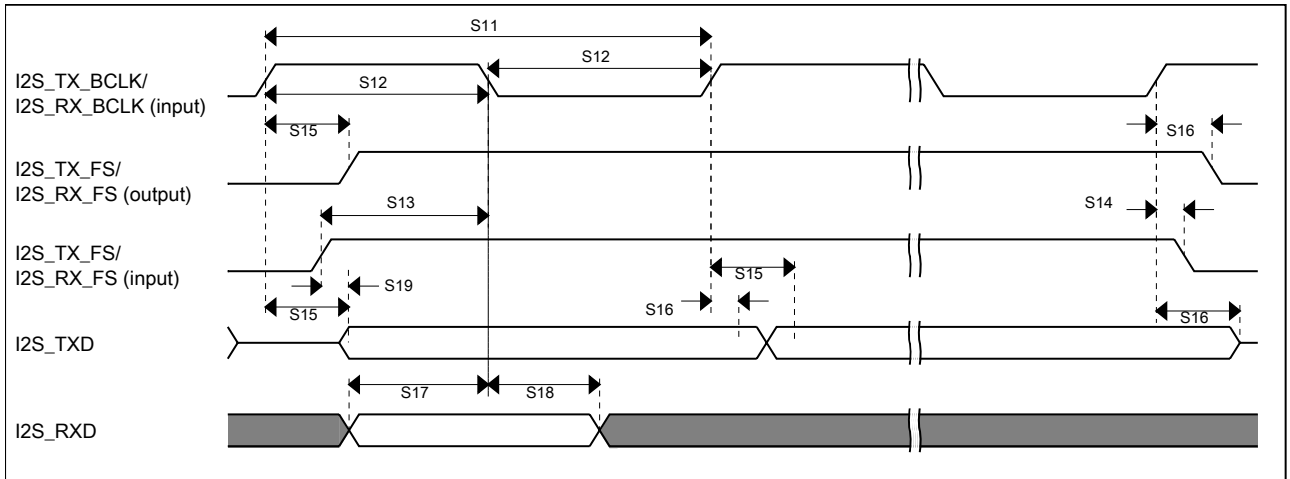 S11
S12
I2S_TX_BCLK/
I2S_RX_BCLK (input)
S12
S15
S16
I2S_TX_FS/
I2S_RX_FS (output)
S13
S14
I2S_TX_FS/
I2S_RX_FS (input)
S15
S19
S16
S15
S16
I2S_TXD
S17
S18
I2S_RXD